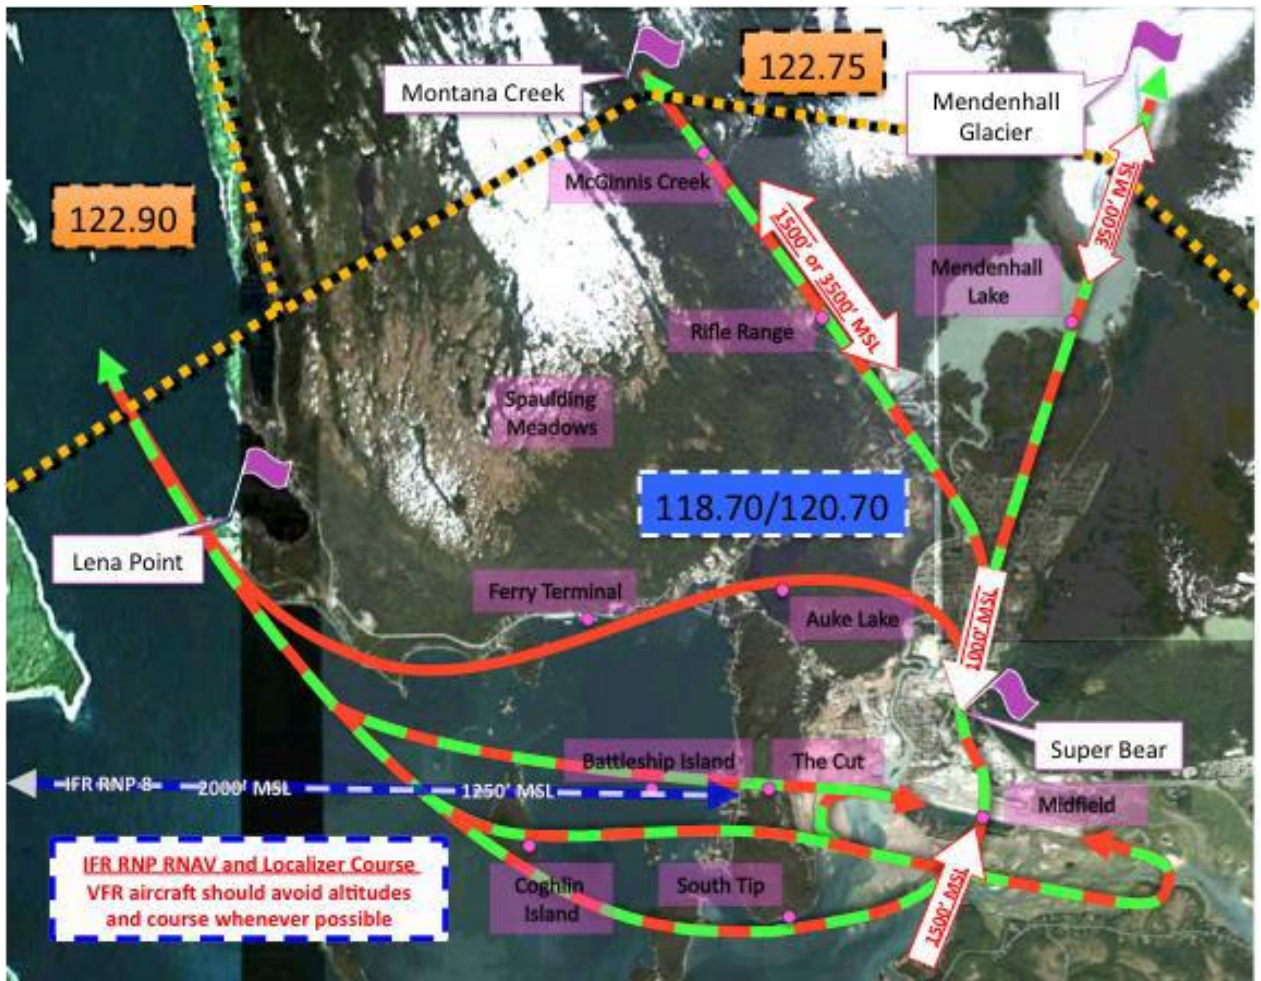 122.75
Montana Creek
Mendenhall
Glacier
McGinnis Creek
3500' MSL
122.90
1500' or 3500' MSL
Mendenhall
Lake
Rifle Range
Spaulding
Meadows
118.70/120.70
Lena Point
Ferry Terminal
Auke Lake
1000' MSL
Super Bear
Battleship Island
The Cut
IFR RNP 8
2000' MSL
1250' MSL
Midfield
IFR RNP RNAV and Localizer Course
VFR aircraft should avoid altitudes
and course whenever possible
Coghlin
Island
South Tip
1500' MSL